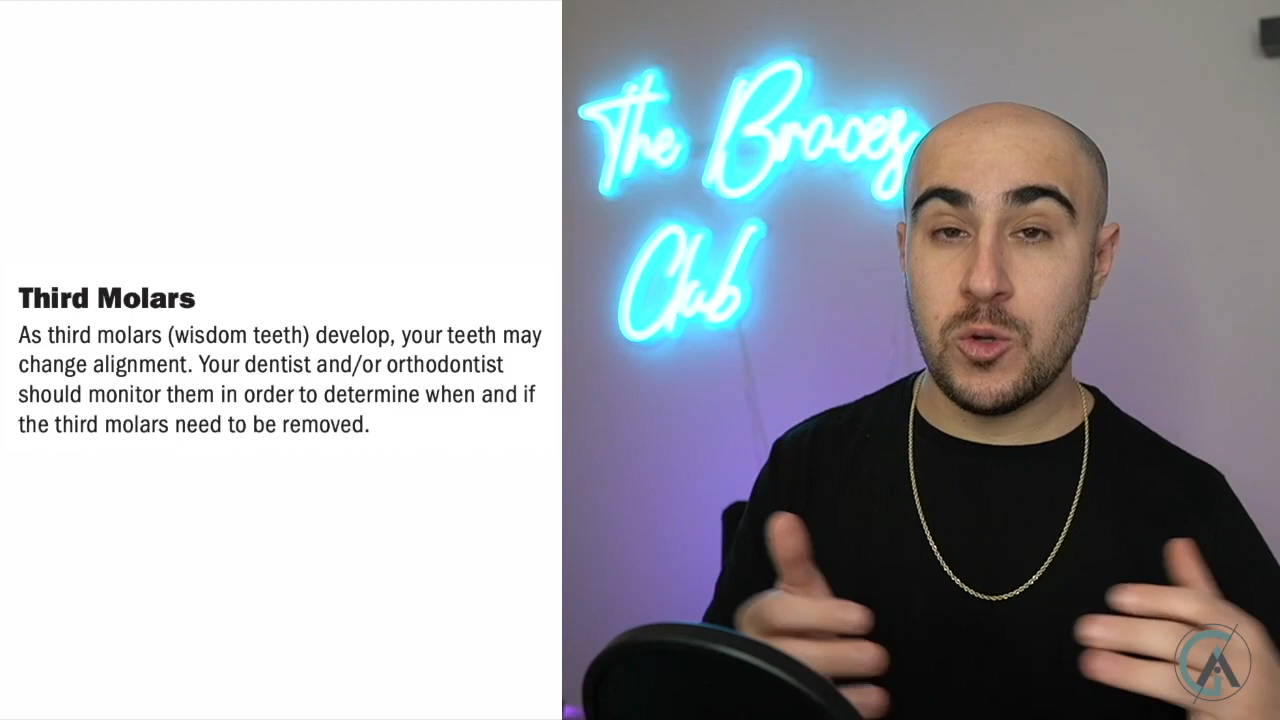 Third Molars
As third molars (wisdom teeth) develop, your teeth may
change alignment. Your dentist and/or orthodontist
should monitor them in order to determine when and if
the third molars need to be removed.
The Braces
Club